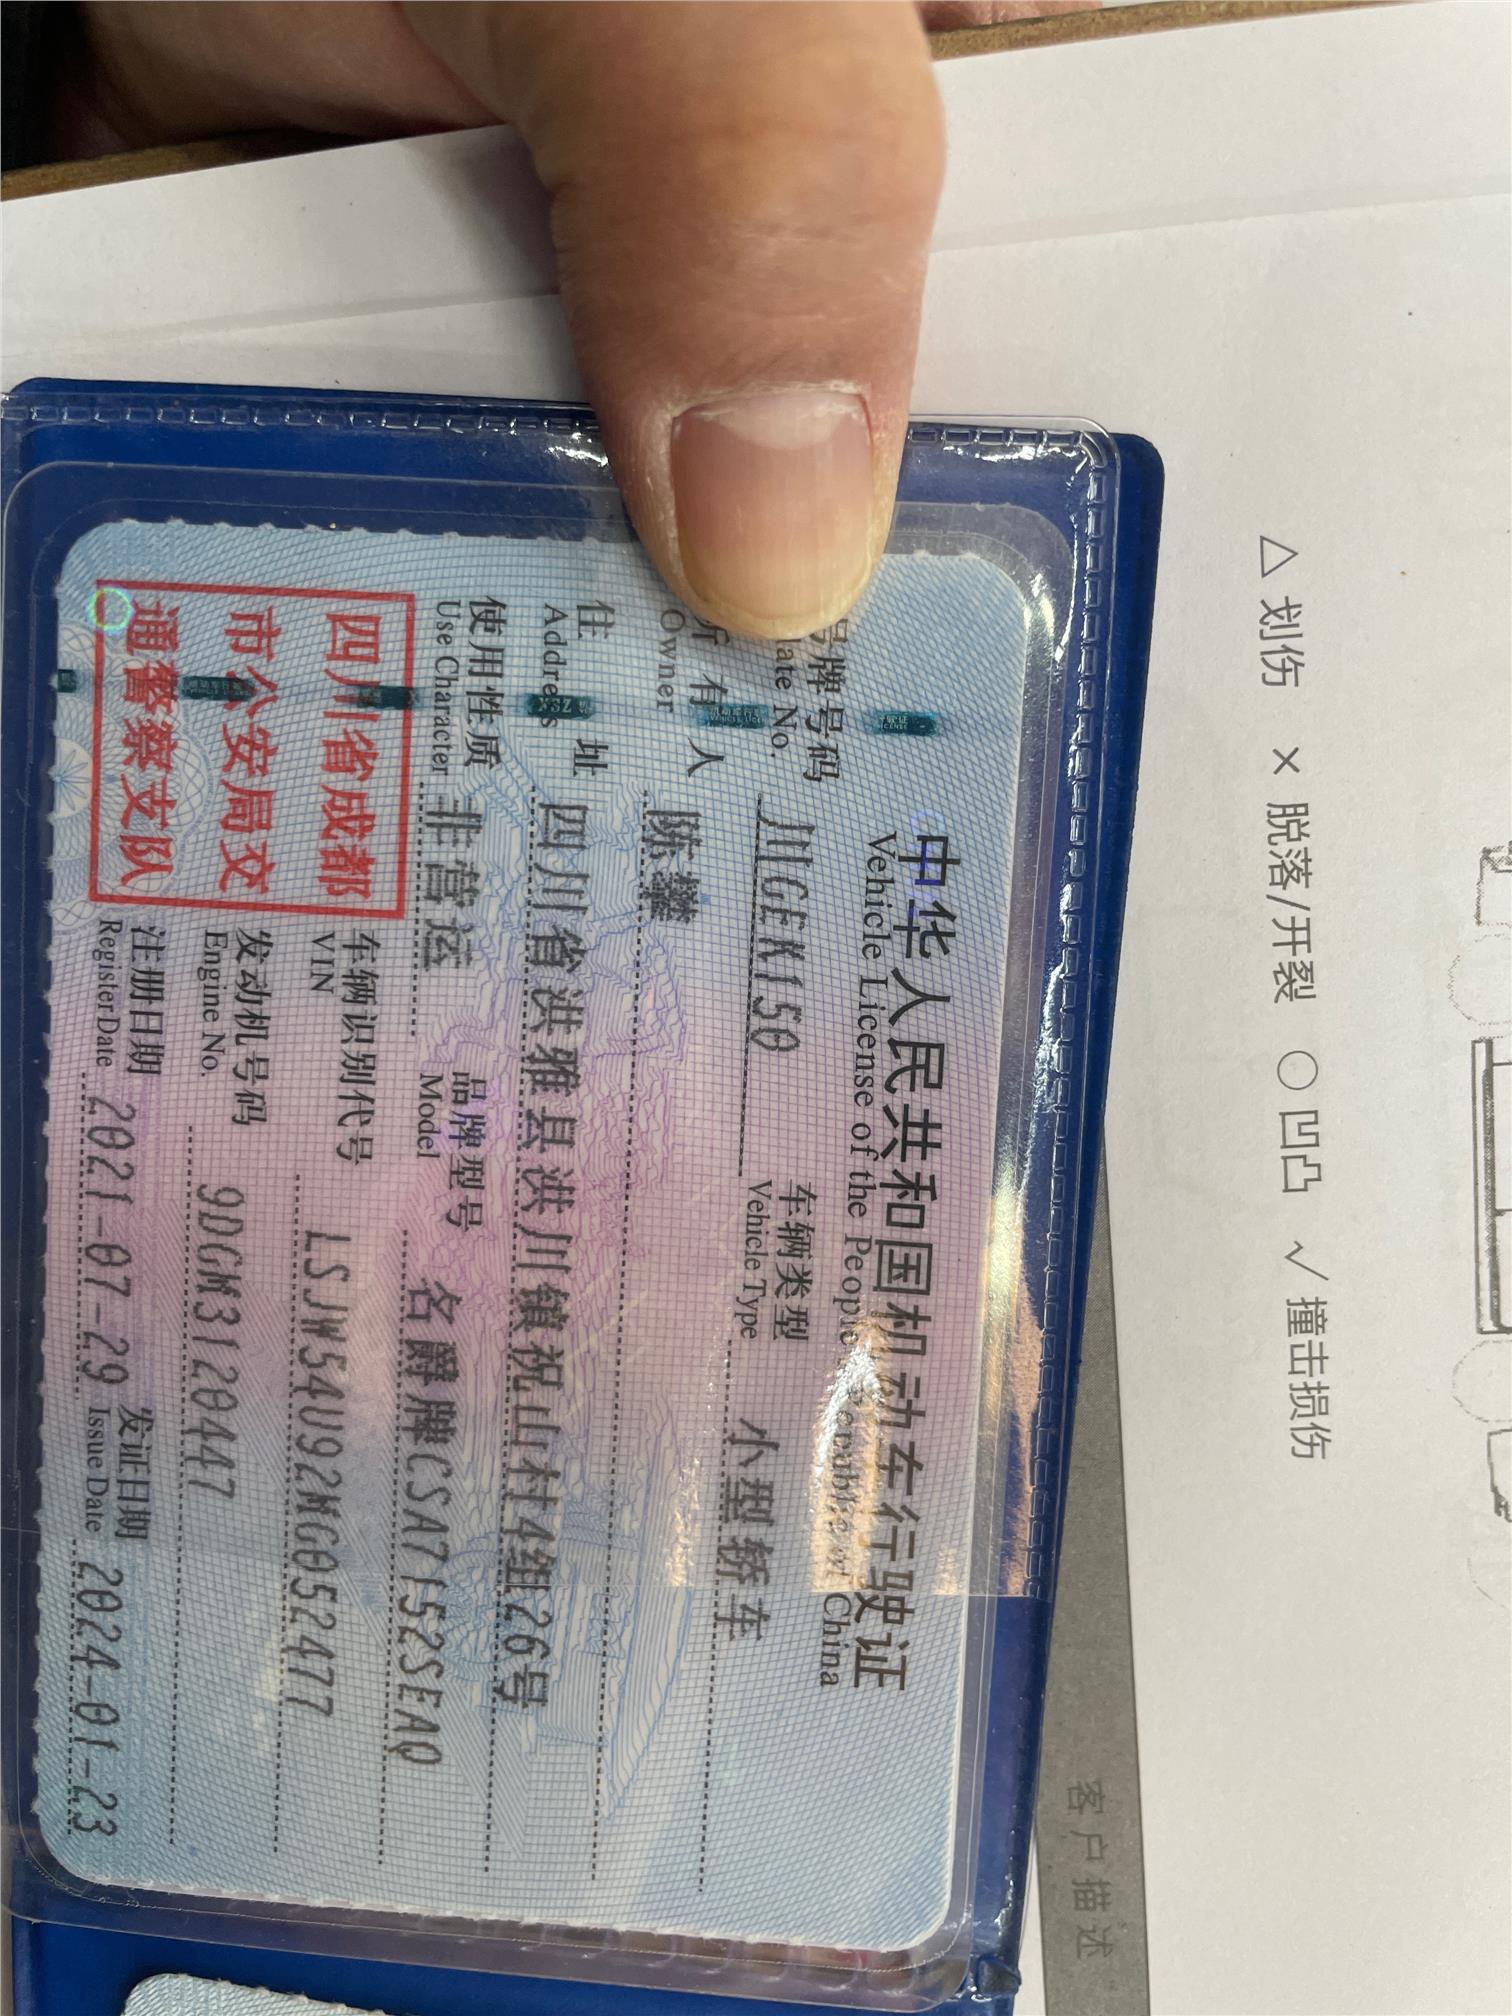 中华人民共和国机动车行驶证
Vehicle License of the People's Republic of China
号牌号码 川GEK150 车辆类型 小型轿车
Plate No. Vehicle Type
所有人 陈攀
Owner
住址 四川省洪雅县洪川镇祝山村4组26号
Address
使用性质 非营运 品牌型号 名爵牌CSA7152SEAQ
Use Character Model
四川省成都
市公安局交
通警察支队
车辆识别代号 LSJW54U92MG052477
VIN
发动机号码 9DGM3120447
Engine No.
注册日期 2021-07-29 发证日期 2024-01-23
Register Date Issue Date
△ 划伤 × 脱落/开裂 ○ 凹凸 √ 撞击损伤
客户描述